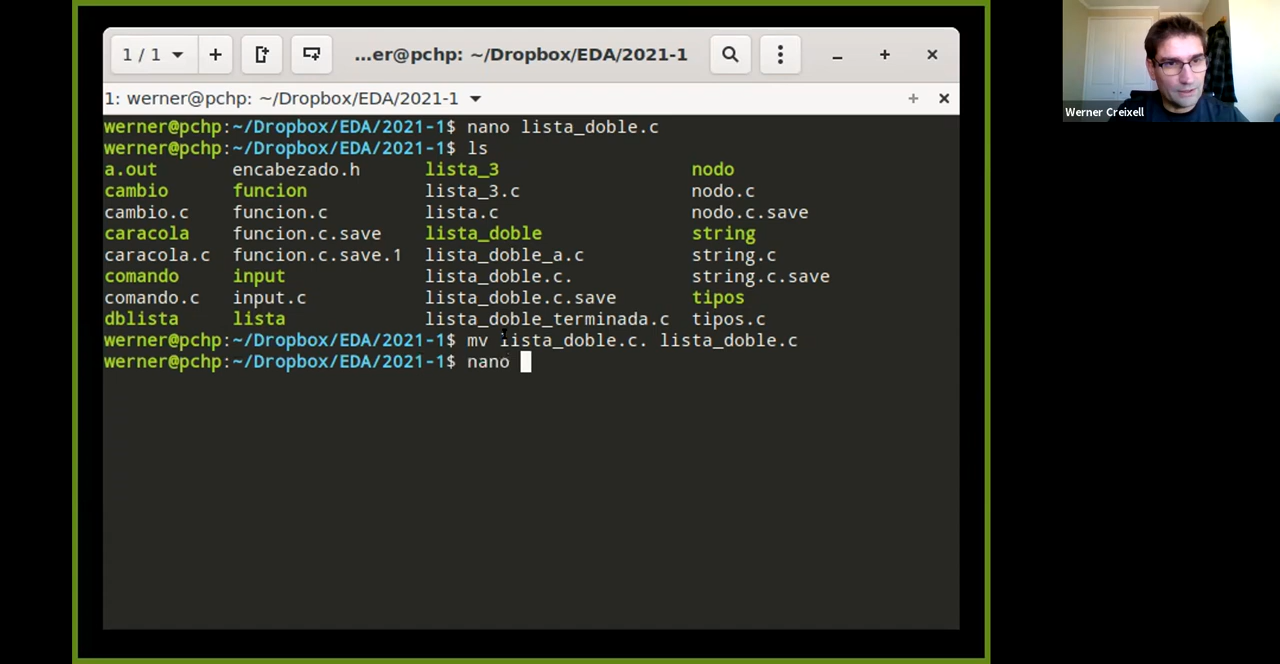 1 / 1 ...er@pchp: ~/Dropbox/EDA/2021-1
1: werner@pchp: ~/Dropbox/EDA/2021-1
werner@pchp:~/Dropbox/EDA/2021-1$ nano lista_doble.c
werner@pchp:~/Dropbox/EDA/2021-1$ ls
a.out encabezado.h lista_3 nodo
cambio funcion lista_3.c nodo.c
cambio.c funcion.c lista.c nodo.c.save
caracola funcion.c.save lista_doble string
caracola.c funcion.c.save.1 lista_doble_a.c string.c
comando input lista_doble.c. string.c.save
comando.c input.c lista_doble.c.save tipos
dblista lista lista_doble_terminada.c tipos.c
werner@pchp:~/Dropbox/EDA/2021-1$ mv lista_doble.c. lista_doble.c
werner@pchp:~/Dropbox/EDA/2021-1$ nano
Werner Creixell